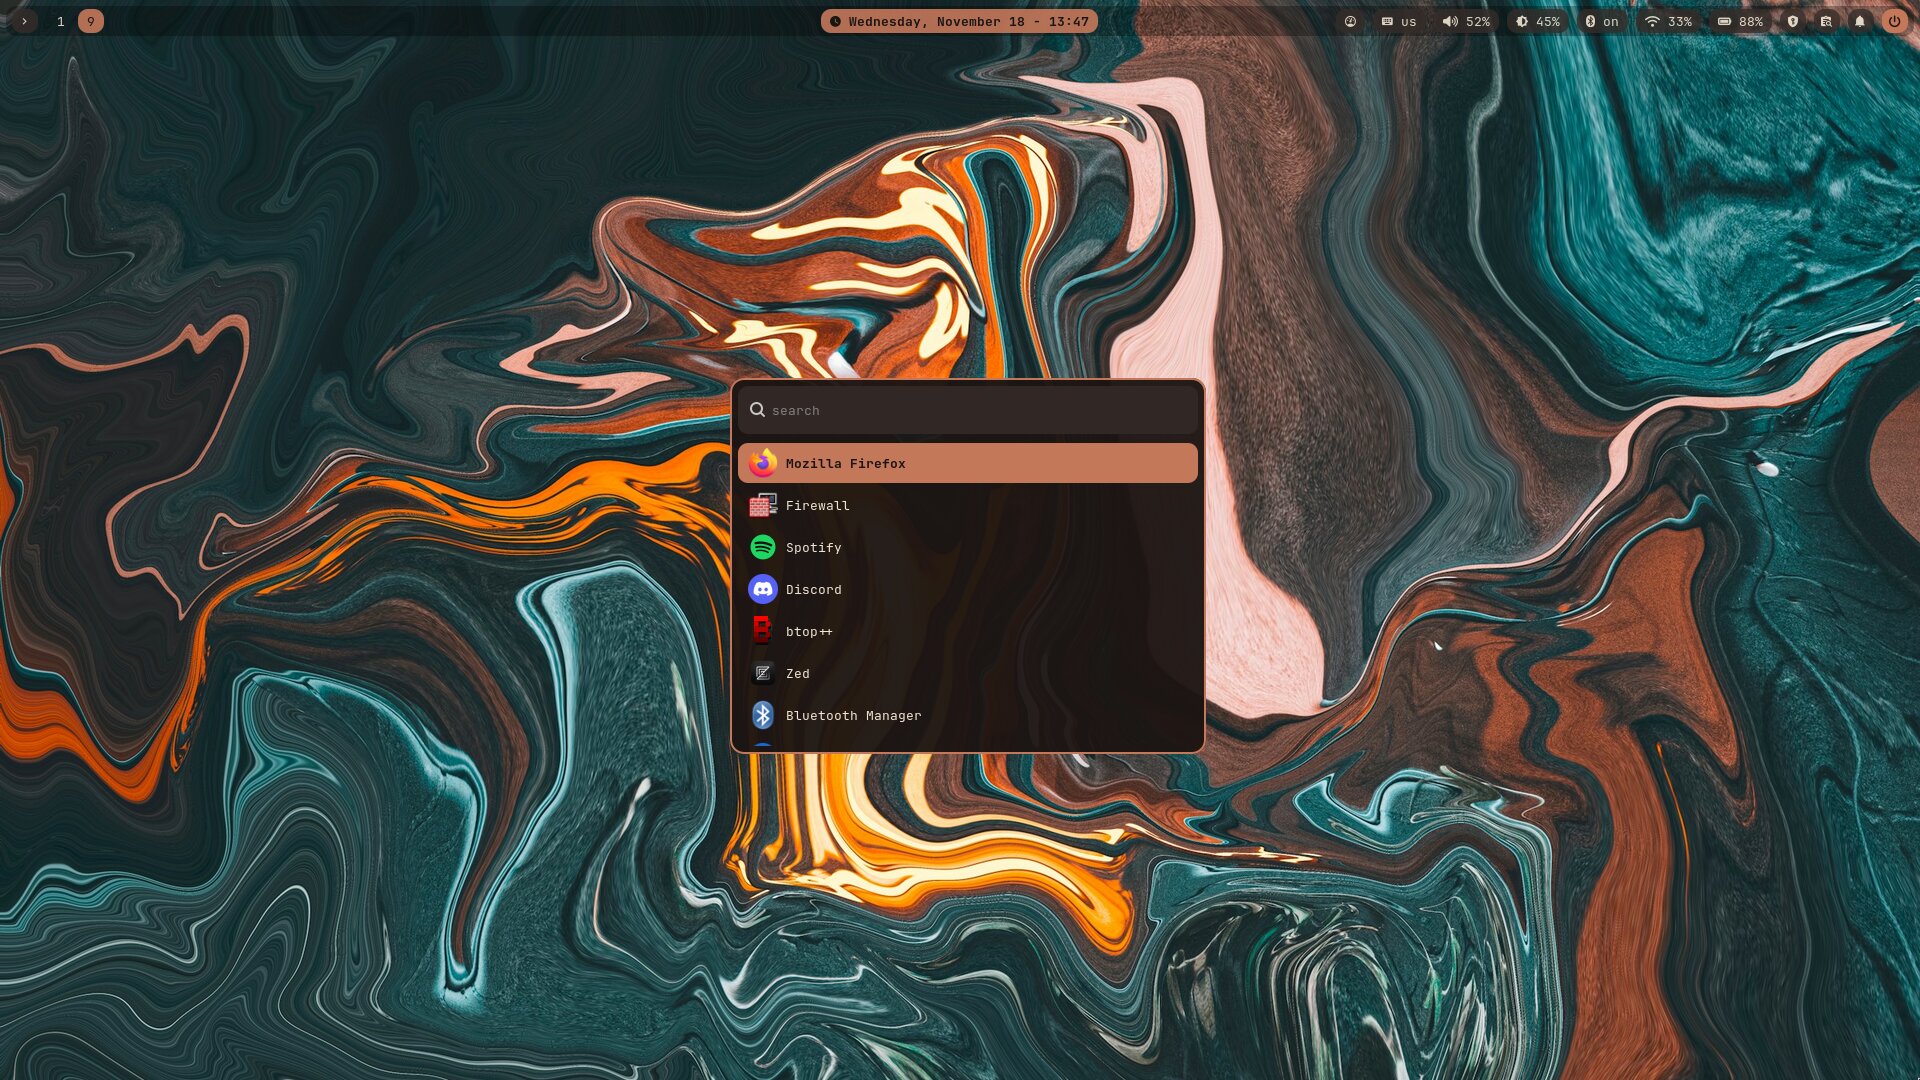 1 9
Wednesday, November 18 - 13:47
us 52% 45% on 33% 88%
search
Mozilla Firefox
Firewall
Spotify
Discord
btop++
Zed
Bluetooth Manager